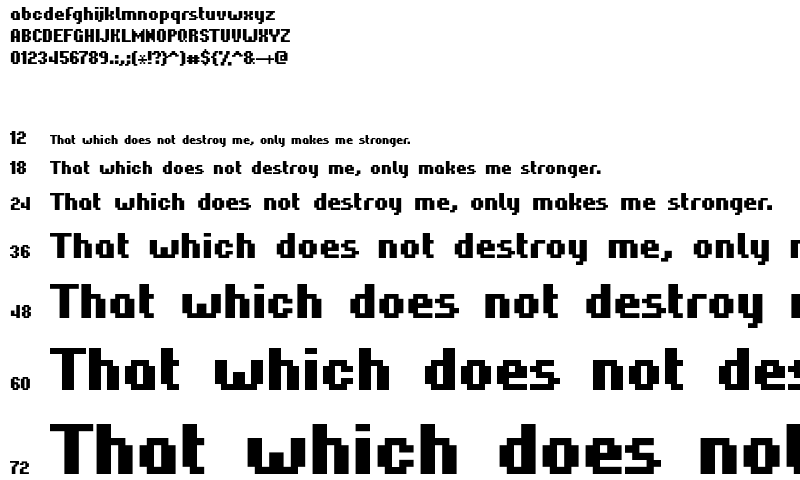 abcdefghijklmnopqrstuvwxyz
ABCDEFGHIJKLMNOPQRSTUVWXYZ
0123456789.:,;(*!?}^)#${%^&-+@
12 That which does not destroy me, only makes me stronger.
18 That which does not destroy me, only makes me stronger.
24 That which does not destroy me, only makes me stronger.
36 That which does not destroy me, only
48 That which does not destroy
60 That which does not des
72 That which does not